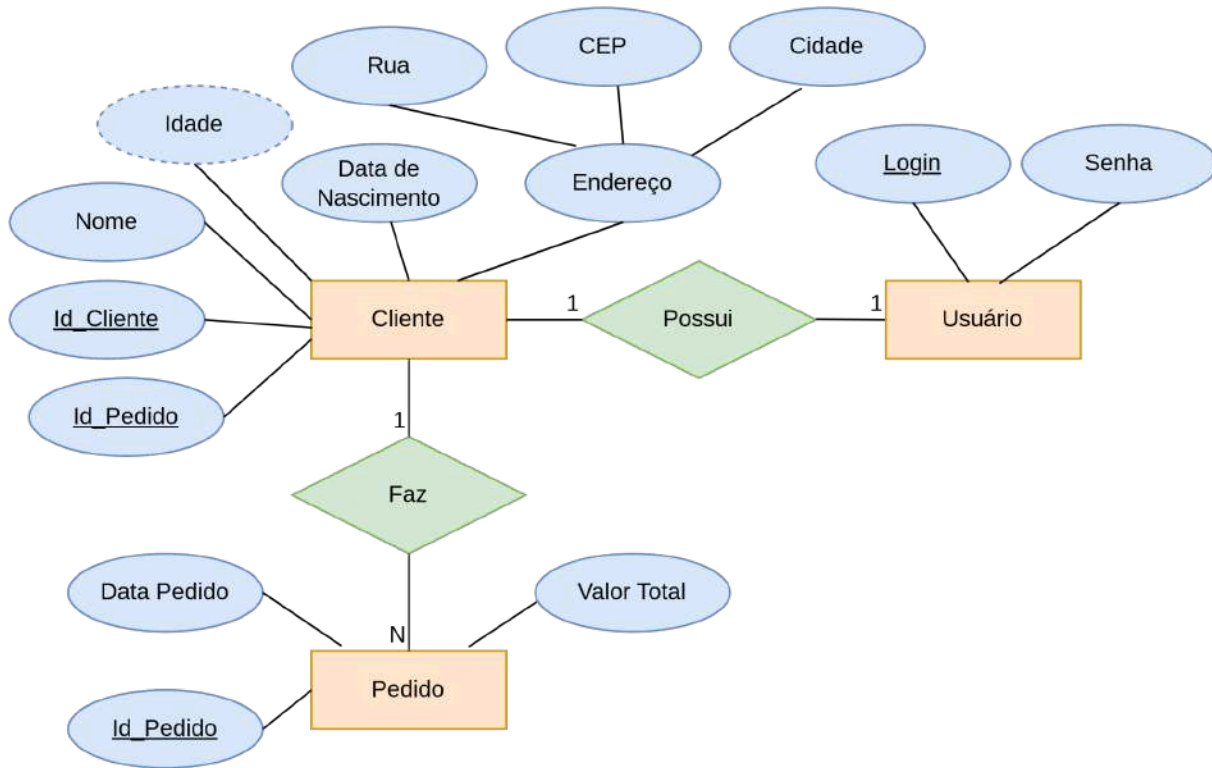 CEP
Cidade
Rua
Idade
Data de
Nascimento
Endereço
Login
Senha
Nome
Id_Cliente
Cliente
1
Possui
1
Usuário
Id_Pedido
1
Faz
Data Pedido
Valor Total
N
Pedido
Id_Pedido